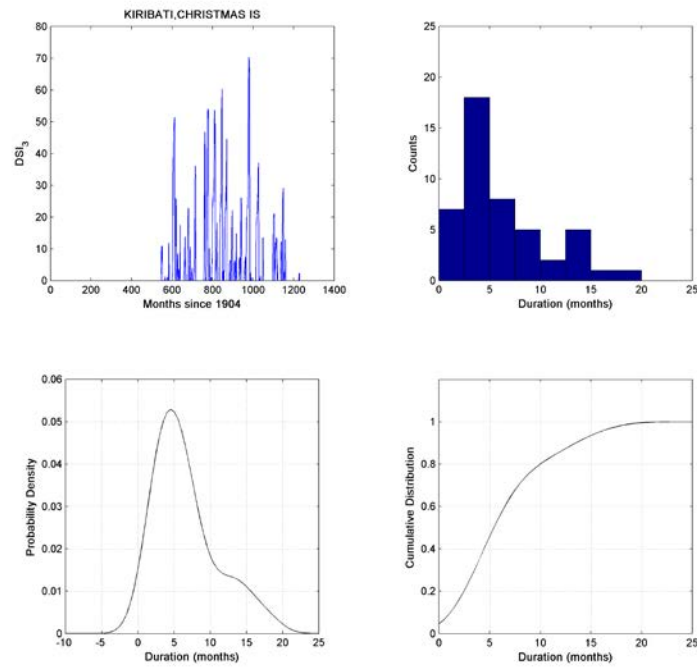 KIRIBATI,CHRISTMAS IS
80
70
60
50
40
30
20
10
0
DSI3
0 200 400 600 800 1000 1200 1400
Months since 1904
25
20
15
10
5
0
Counts
0 5 10 15 20 25
Duration (months)
0.06
0.05
0.04
0.03
0.02
0.01
0
Probability Density
-10 -5 0 5 10 15 20 25
Duration (months)
1
0.8
0.6
0.4
0.2
0
Cumulative Distribution
0 5 10 15 20 25
Duration (months)